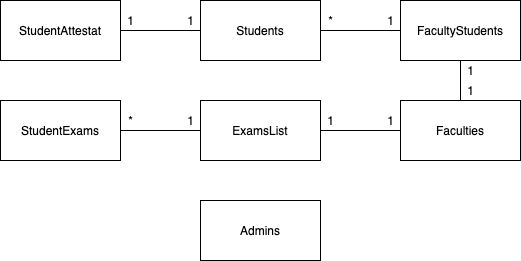 StudentAttestat 1 1 Students * 1 FacultyStudents
1
1
StudentExams * 1 ExamsList 1 1 Faculties
Admins